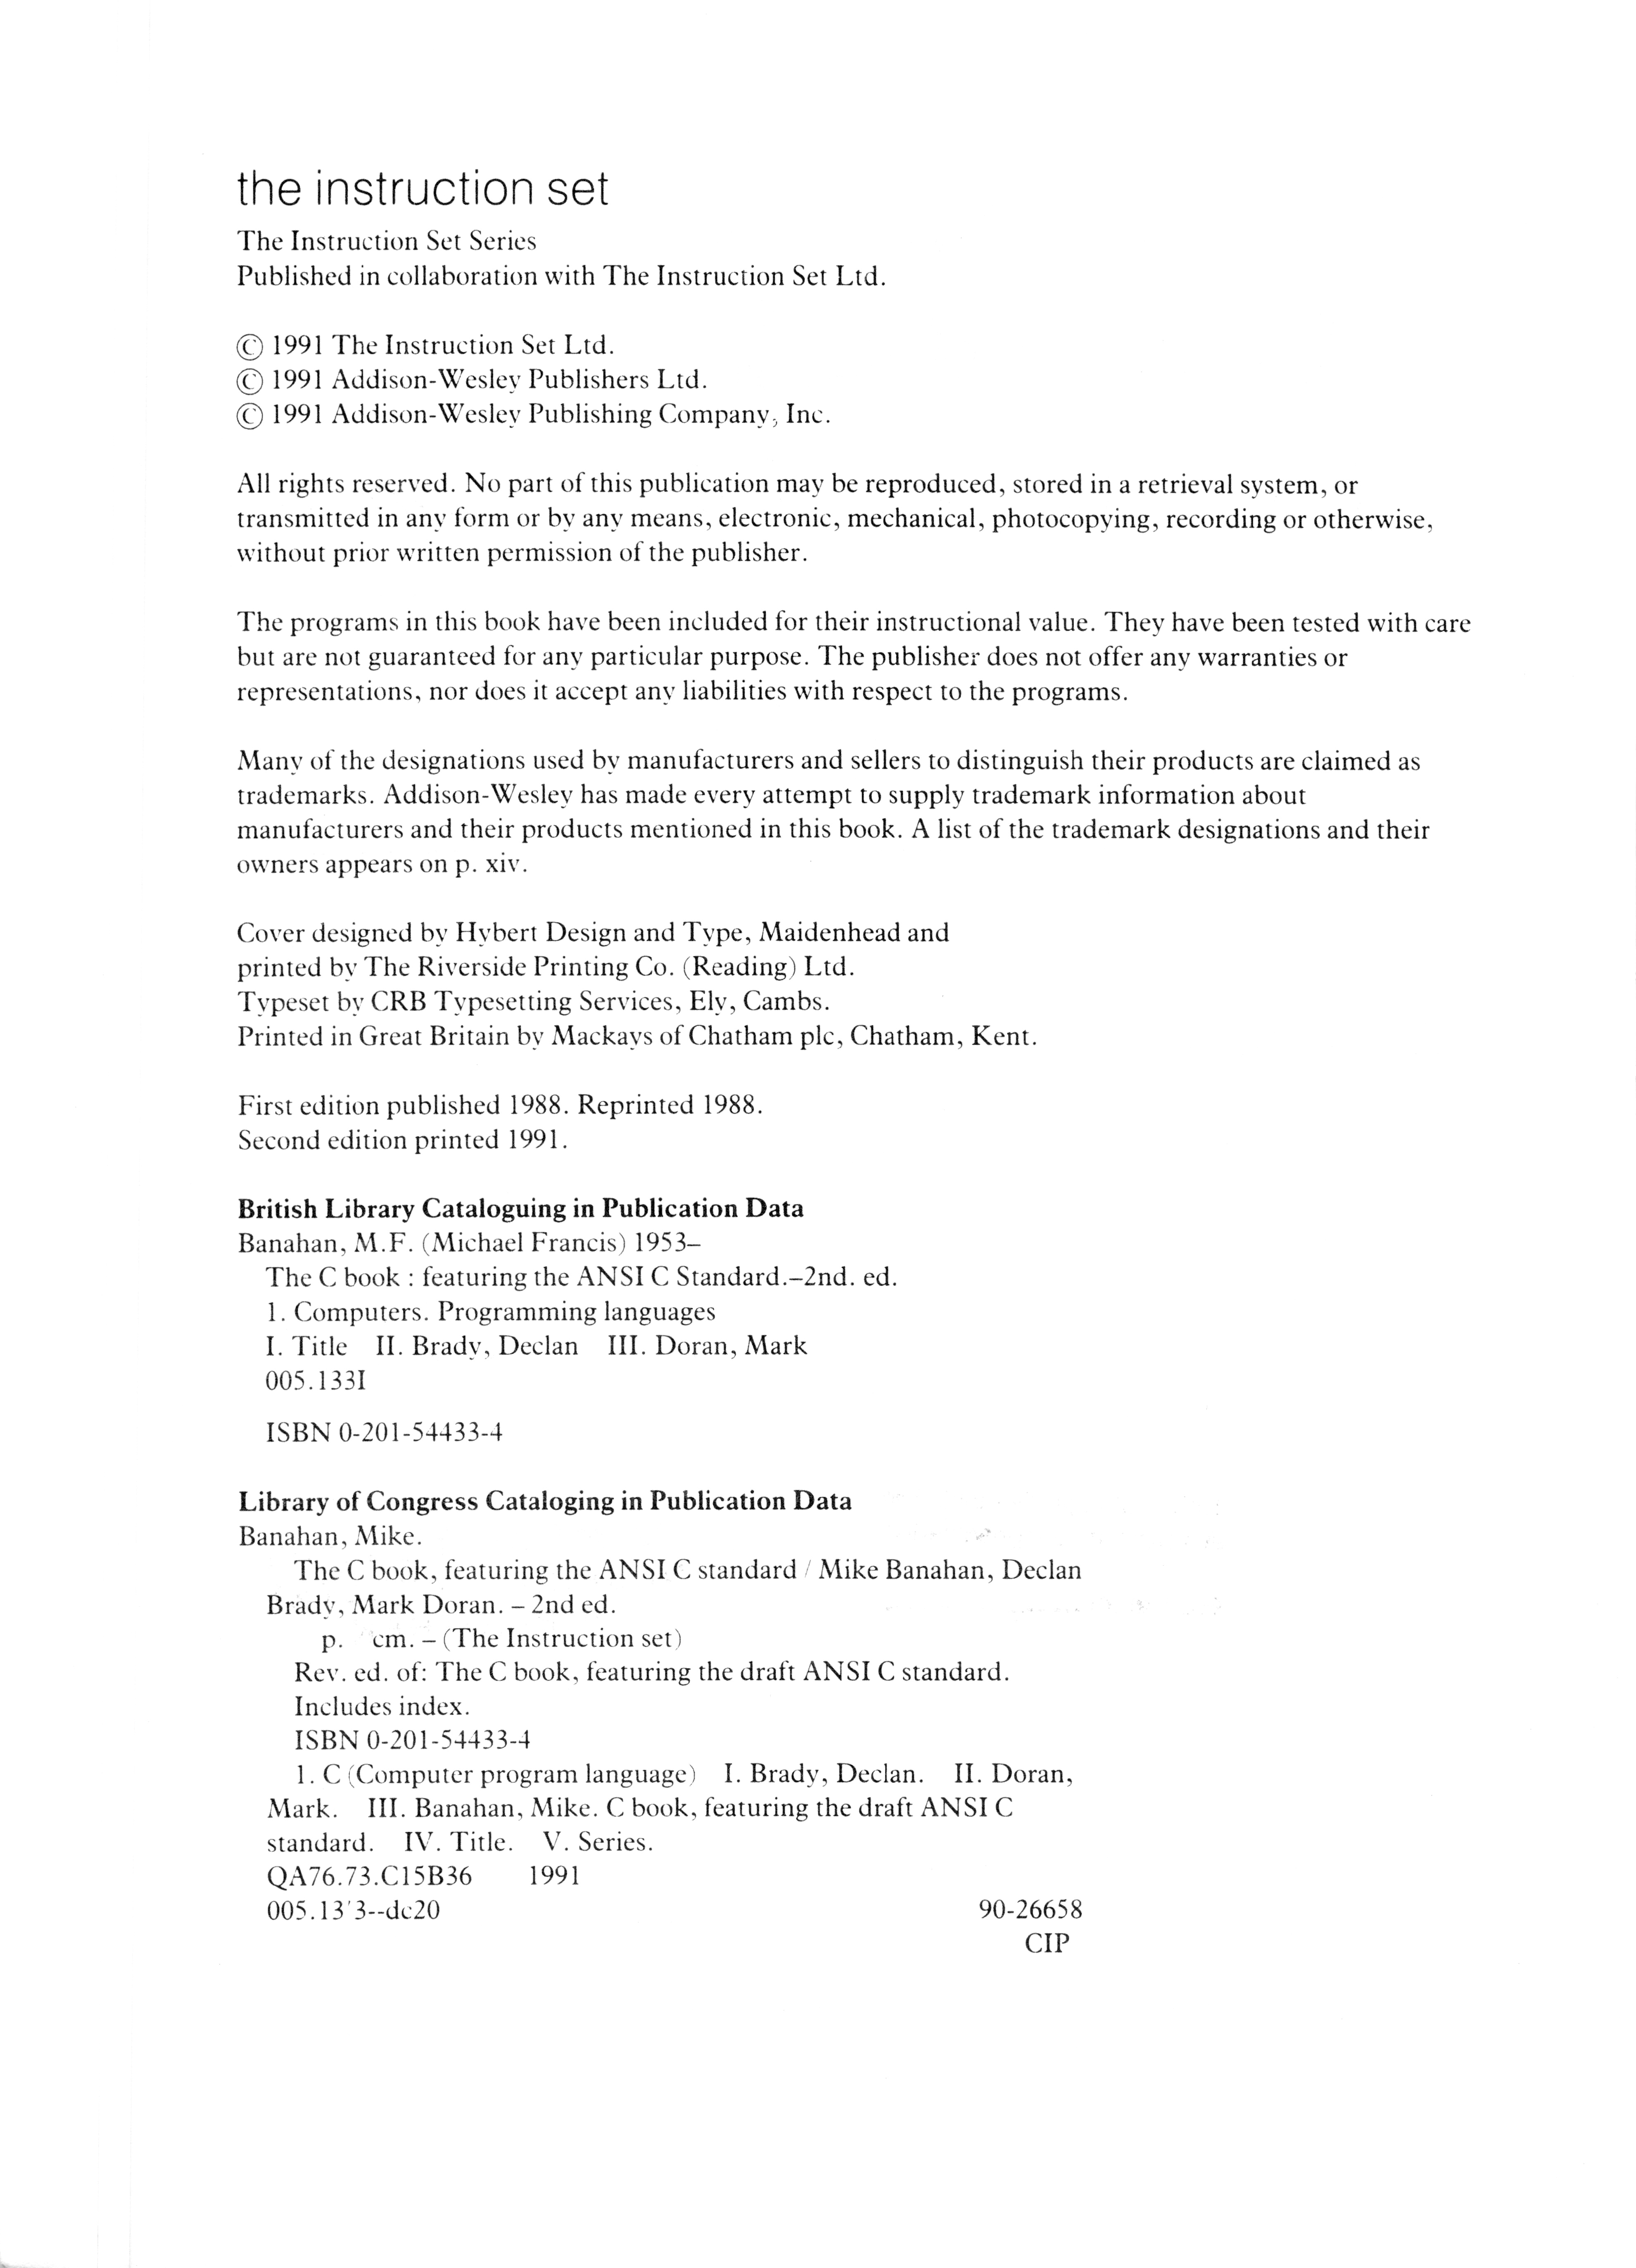 the instruction set
The Instruction Set Series
Published in collaboration with The Instruction Set Ltd.
© 1991 The Instruction Set Ltd.
© 1991 Addison-Wesley Publishers Ltd.
© 1991 Addison-Wesley Publishing Company, Inc.
All rights reserved. No part of this publication may be reproduced, stored in a retrieval system, or
transmitted in any form or by any means, electronic, mechanical, photocopying, recording or otherwise,
without prior written permission of the publisher.
The programs in this book have been included for their instructional value. They have been tested with care
but are not guaranteed for any particular purpose. The publisher does not offer any warranties or
representations, nor does it accept any liabilities with respect to the programs.
Many of the designations used by manufacturers and sellers to distinguish their products are claimed as
trademarks. Addison-Wesley has made every attempt to supply trademark information about
manufacturers and their products mentioned in this book. A list of the trademark designations and their
owners appears on p. xiv.
Cover designed by Hybert Design and Type, Maidenhead and
printed by The Riverside Printing Co. (Reading) Ltd.
Typeset by CRB Typesetting Services, Ely, Cambs.
Printed in Great Britain by Mackays of Chatham plc, Chatham, Kent.
First edition published 1988. Reprinted 1988.
Second edition printed 1991.
British Library Cataloguing in Publication Data
Banahan, M.F. (Michael Francis) 1953–
The C book : featuring the ANSI C Standard.–2nd. ed.
1. Computers. Programming languages
I. Title II. Brady, Declan III. Doran, Mark
005.133I
ISBN 0-201-54433-4
Library of Congress Cataloging in Publication Data
Banahan, Mike.
The C book, featuring the ANSI C standard / Mike Banahan, Declan
Brady, Mark Doran. – 2nd ed.
p. cm. – (The Instruction set)
Rev. ed. of: The C book, featuring the draft ANSI C standard.
Includes index.
ISBN 0-201-54433-4
1. C (Computer program language) I. Brady, Declan. II. Doran,
Mark. III. Banahan, Mike. C book, featuring the draft ANSI C
standard. IV. Title. V. Series.
QA76.73.C15B36 1991
005.13'3--dc20 90-26658
CIP